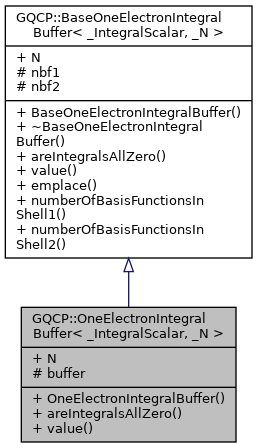 GQCP::BaseOneElectronIntegral
Buffer< _IntegralScalar, _N >
+ N
# nbf1
# nbf2
+ BaseOneElectronIntegralBuffer()
+ ~BaseOneElectronIntegral
Buffer()
+ areIntegralsAllZero()
+ value()
+ emplace()
+ numberOfBasisFunctionsIn
Shell1()
+ numberOfBasisFunctionsIn
Shell2()
GQCP::OneElectronIntegral
Buffer< _IntegralScalar, _N >
+ N
# buffer
+ OneElectronIntegralBuffer()
+ areIntegralsAllZero()
+ value()